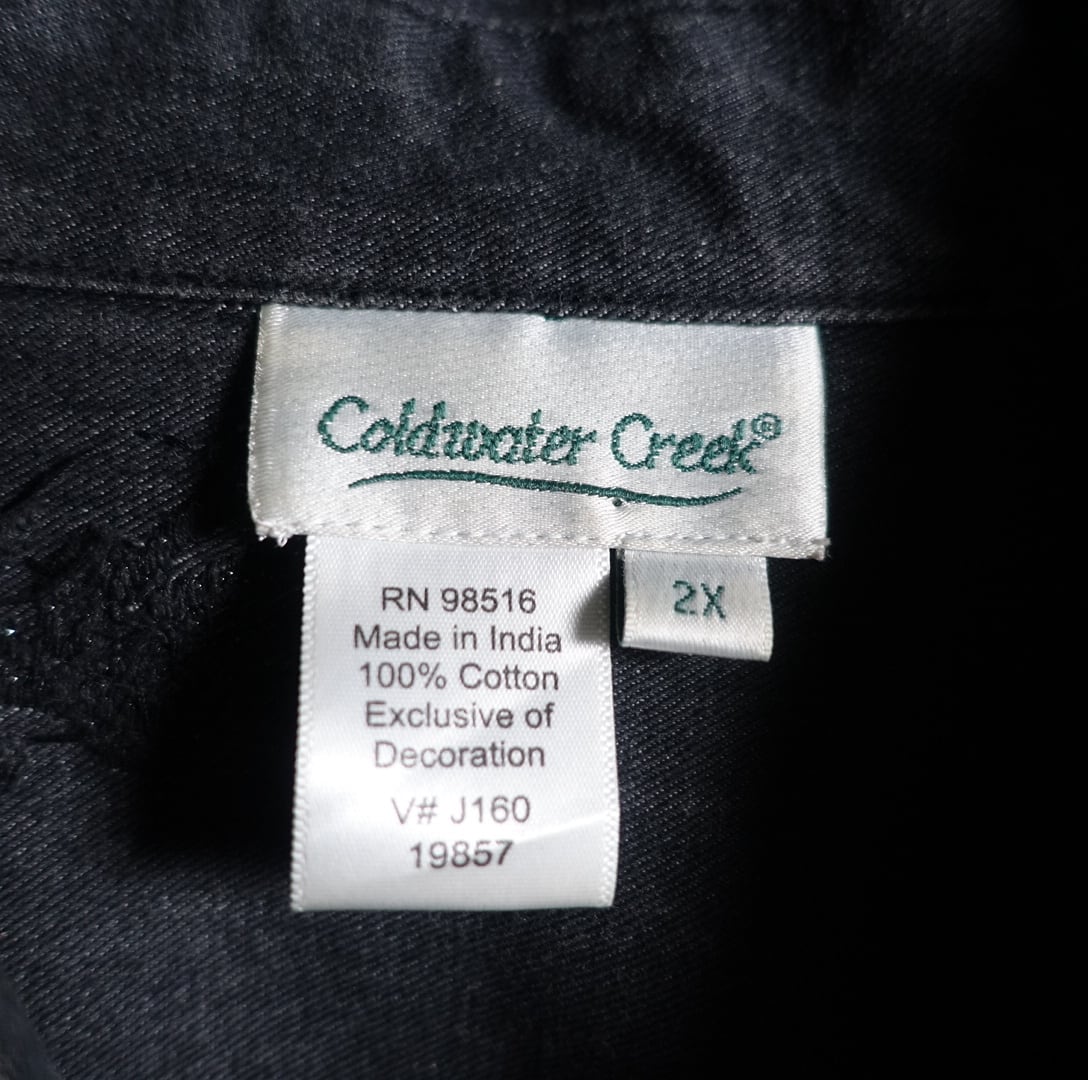 Coldwater Creek®
2X
RN 98516
Made in India
100% Cotton
Exclusive of
Decoration
V# J160
19857